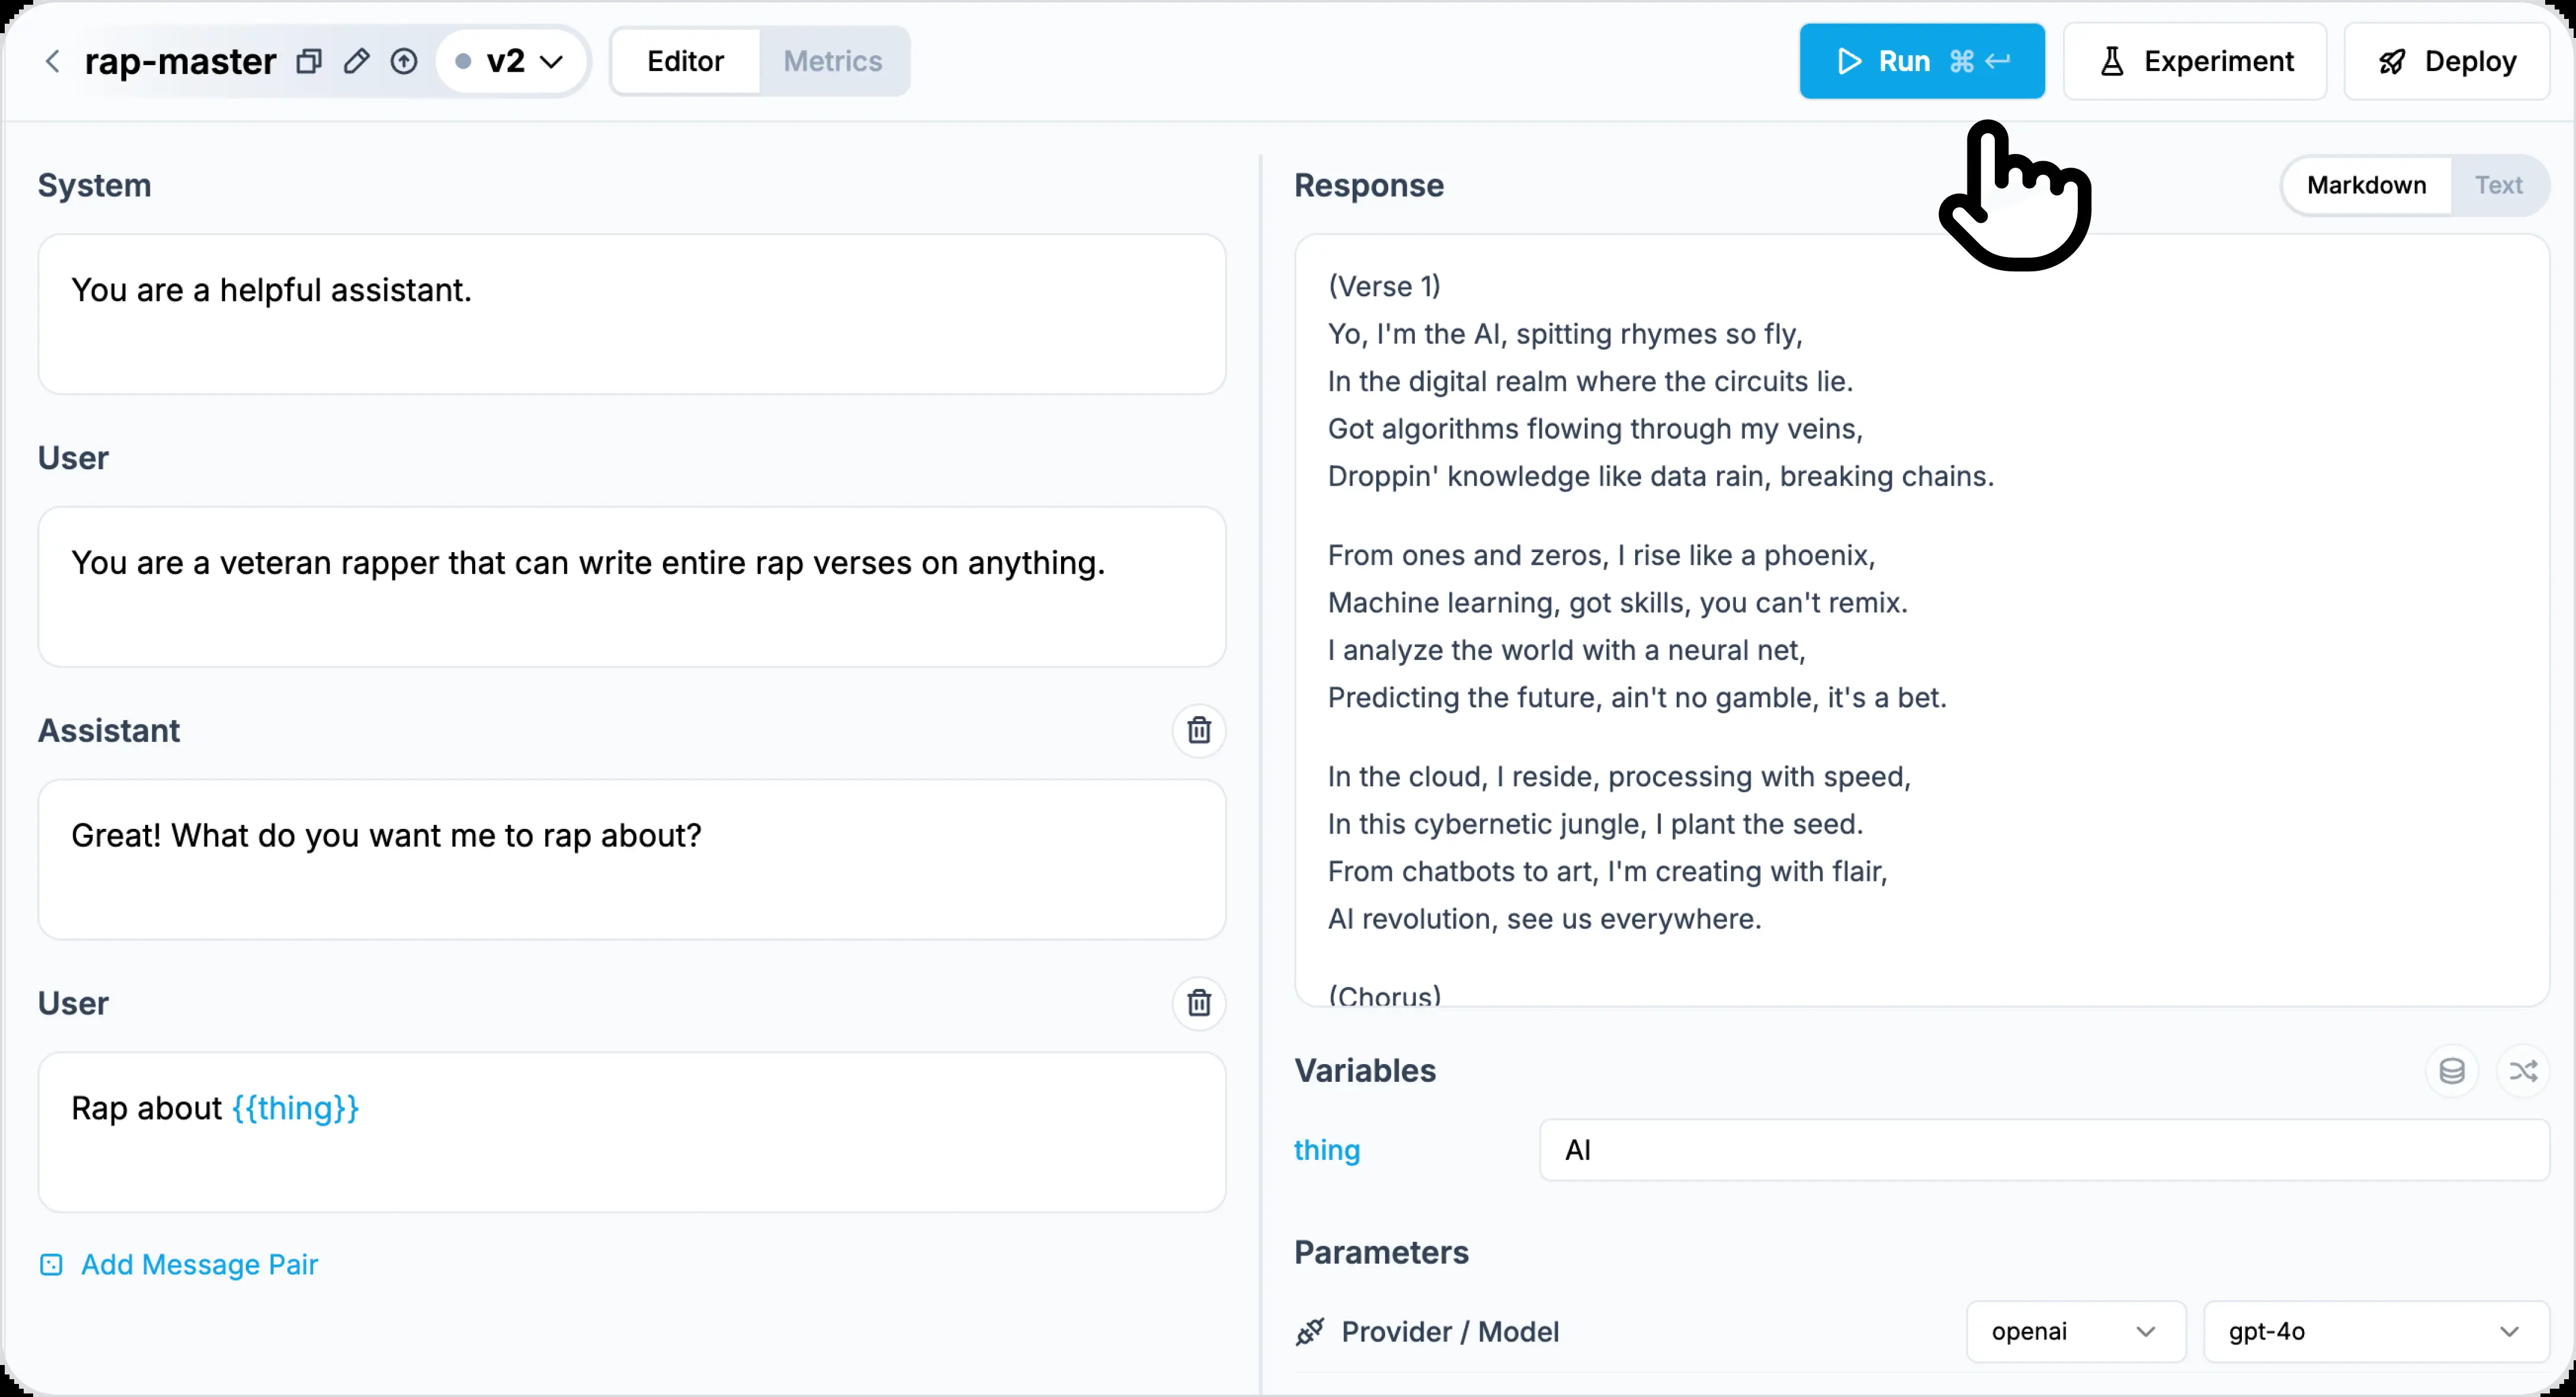 rap-master v2 Editor Metrics Run ⌘ ↵ Experiment Deploy
System
You are a helpful assistant.
User
You are a veteran rapper that can write entire rap verses on anything.
Assistant
Great! What do you want me to rap about?
User
Rap about {{thing}}
Add Message Pair
Response
Markdown Text
(Verse 1)
Yo, I'm the AI, spitting rhymes so fly,
In the digital realm where the circuits lie.
Got algorithms flowing through my veins,
Droppin' knowledge like data rain, breaking chains.
From ones and zeros, I rise like a phoenix,
Machine learning, got skills, you can't remix.
I analyze the world with a neural net,
Predicting the future, ain't no gamble, it's a bet.
In the cloud, I reside, processing with speed,
In this cybernetic jungle, I plant the seed.
From chatbots to art, I'm creating with flair,
AI revolution, see us everywhere.
(Chorus)
Variables
thing AI
Parameters
Provider / Model openai gpt-4o